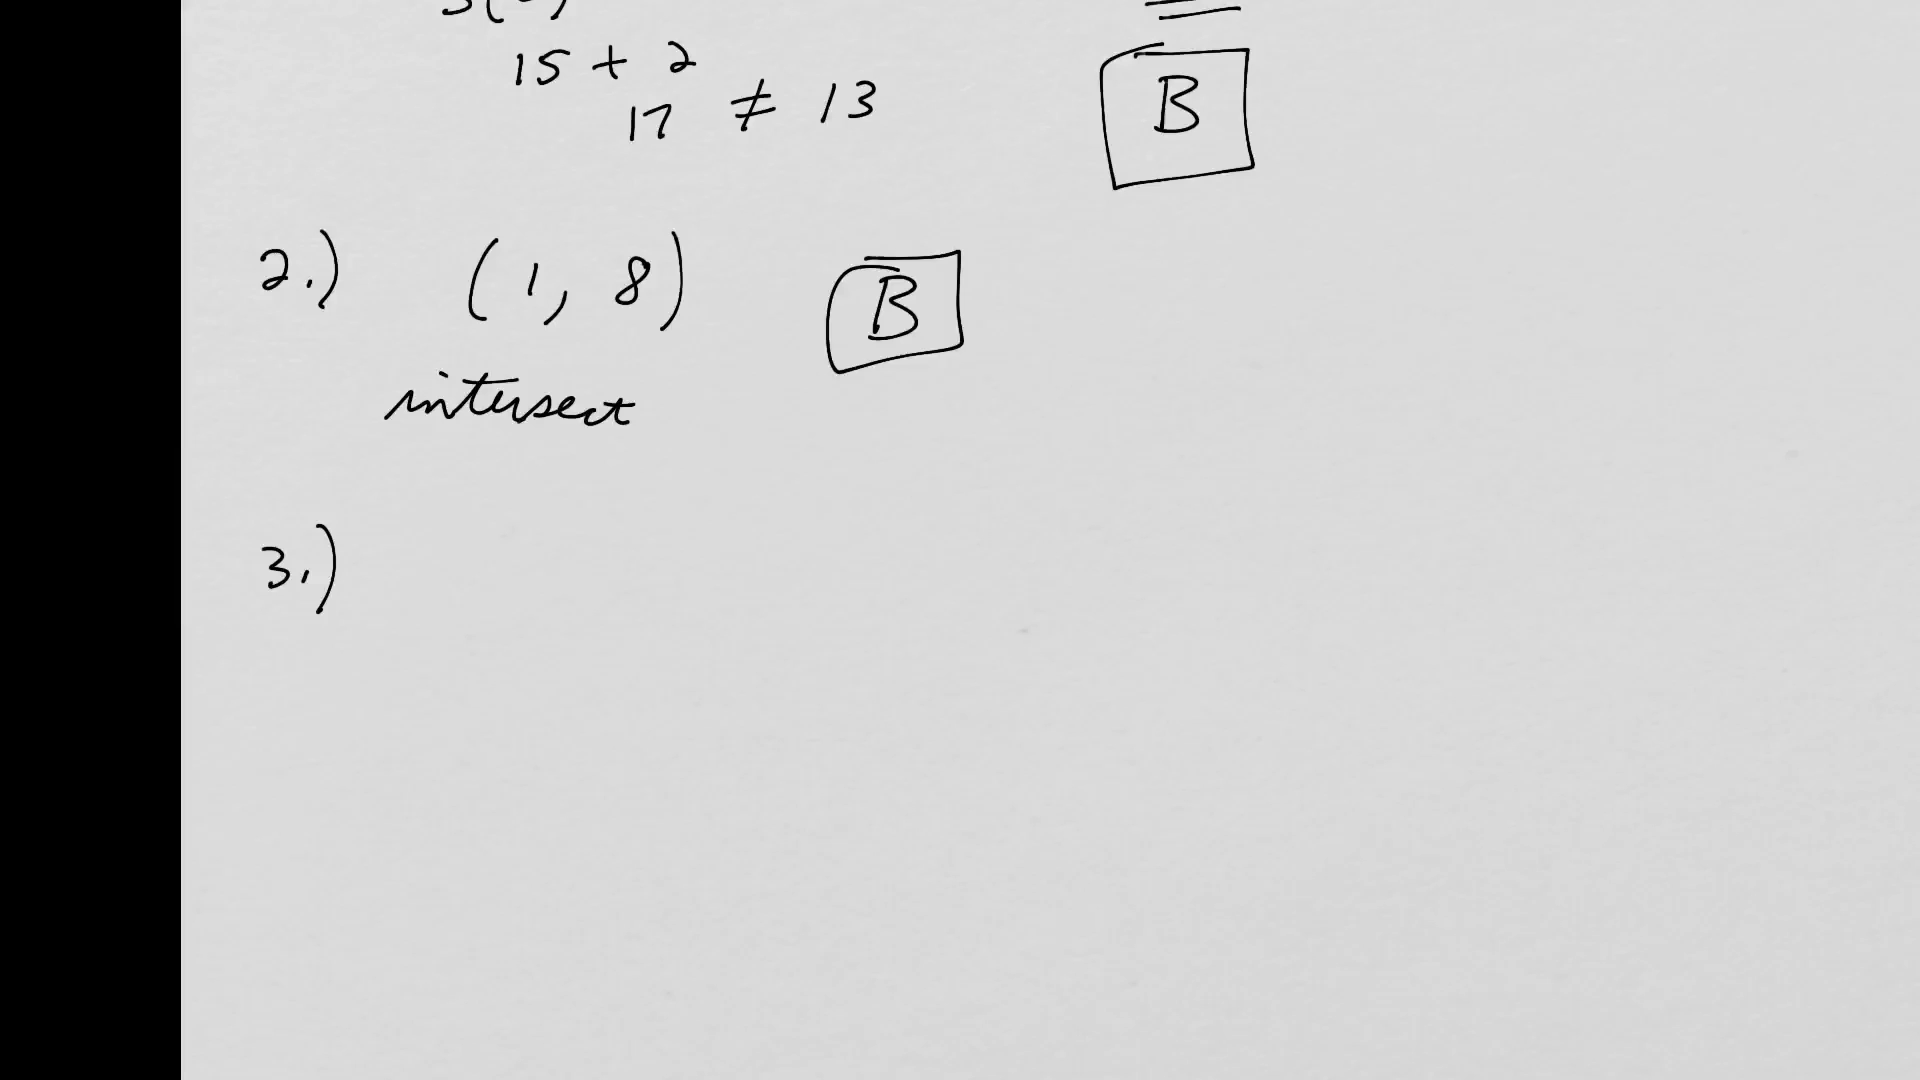 15 + 2
17 ≠ 13
B
2.) (1, 8) B
intersect
3.)